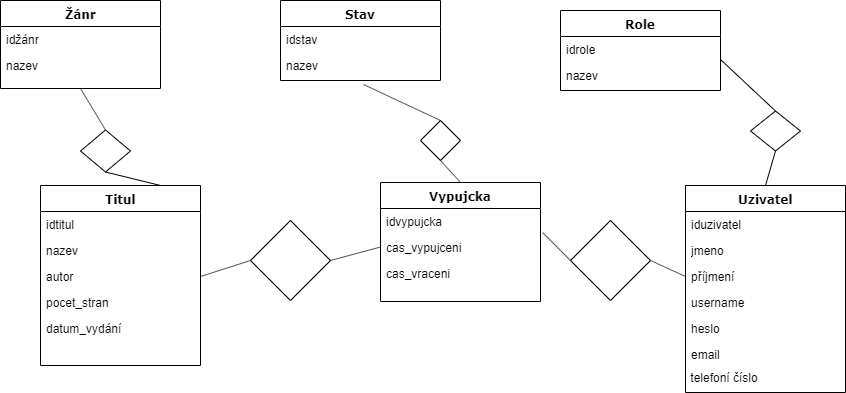 Žánr
idžánr
nazev
Stav
idstav
nazev
Role
idrole
nazev
Titul
idtitul
nazev
autor
pocet_stran
datum_vydání
Vypujcka
idvypujcka
cas_vypujceni
cas_vraceni
Uzivatel
iduzivatel
jmeno
příjmení
username
heslo
email
telefoní číslo